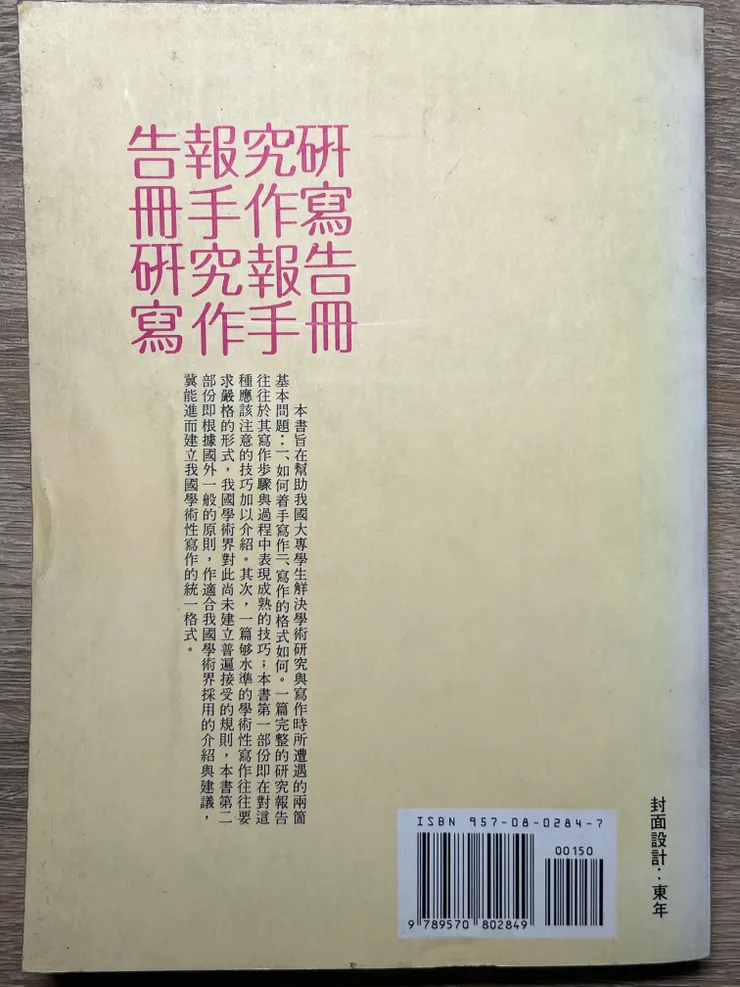 告報究研
冊手作寫
研究報告
寫作手冊
本書旨在幫助我國大專學生解決學術研究與寫作時所遭遇的兩箇
基本問題：一、如何着手寫作二、寫作的格式如何。一篇完整的研究報告
往往於其寫作步驟與過程中表現成熟的技巧；本書第一部份即在對這
種應該注意的技巧加以介紹。其次，一篇够水準的學術性寫作往往要
求嚴格的形式，我國學術界對此尚未建立普遍接受的規則，本書第二
部份即根據國外一般的原則，作適合我國學術界採用的介紹與建議，
冀能進而建立我國學術性寫作的統一格式。
封面設計：東年
ISBN 957-08-0284-7
00150
9 789570 802849